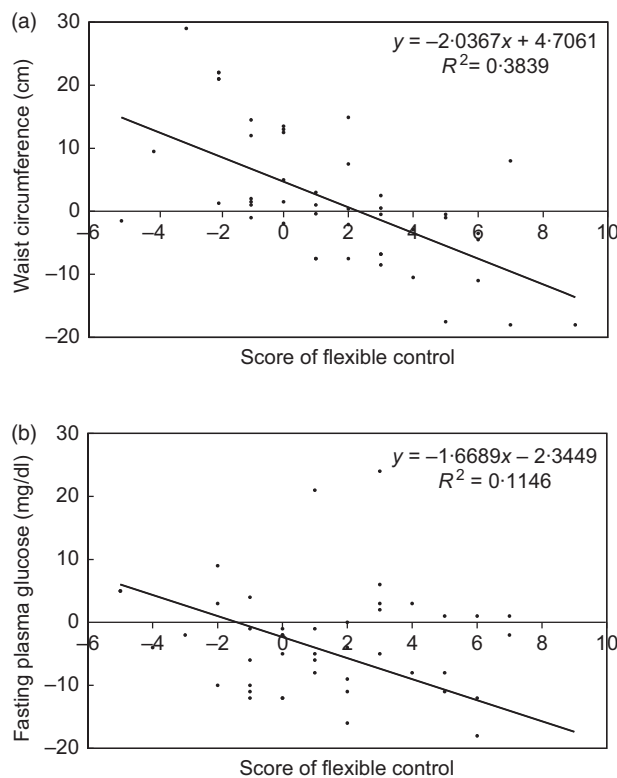 (a)
30
20
10
0
–10
–20
Waist circumference (cm)
y = –2·0367x + 4·7061
R² = 0·3839
–6 –4 –2 0 2 4 6 8 10
Score of flexible control
(b)
30
20
10
0
–10
–20
Fasting plasma glucose (mg/dl)
y = –1·6689x – 2·3449
R² = 0·1146
–6 –4 –2 0 2 4 6 8 10
Score of flexible control